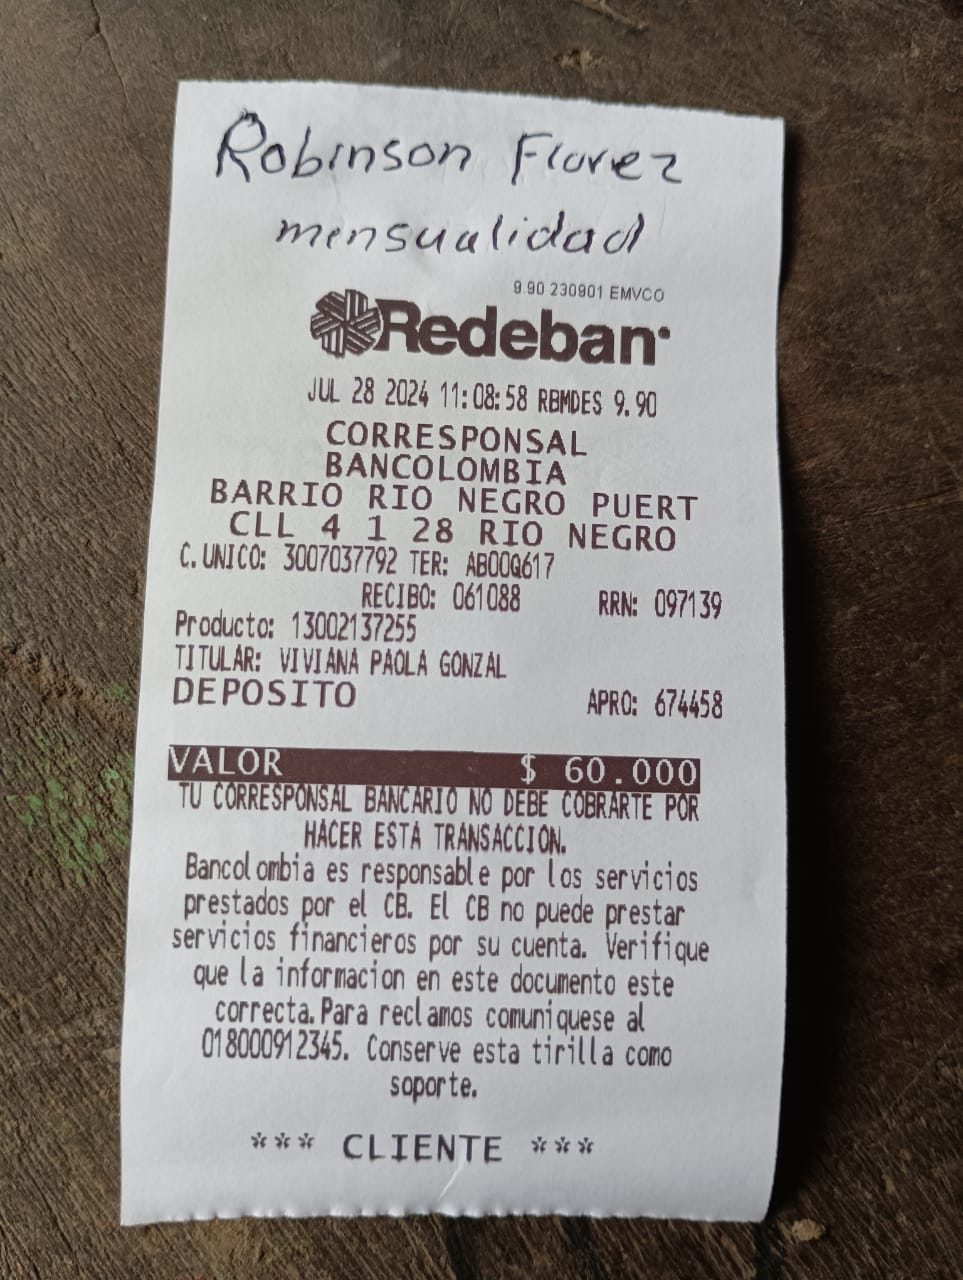 Robinson Florez
mensualidad
9.90 230901 EMVCO
Redeban
JUL 28 2024 11:08:58 RBMDES 9.90
CORRESPONSAL
BANCOLOMBIA
BARRIO RIO NEGRO PUERT
CLL 4 1 28 RIO NEGRO
C. UNICO: 3007037792 TER: AB00Q617
RECIBO: 061088 RRN: 097139
Producto: 13002137255
TITULAR: VIVIANA PAOLA GONZAL
DEPOSITO APRO: 674458
VALOR $ 60.000
TU CORRESPONSAL BANCARIO NO DEBE COBRARTE POR
HACER ESTA TRANSACCION.
Bancolombia es responsable por los servicios
prestados por el CB. El CB no puede prestar
servicios financieros por su cuenta. Verifique
que la informacion en este documento este
correcta. Para reclamos comuniquese al
018000912345. Conserve esta tirilla como
soporte.
*** CLIENTE ***